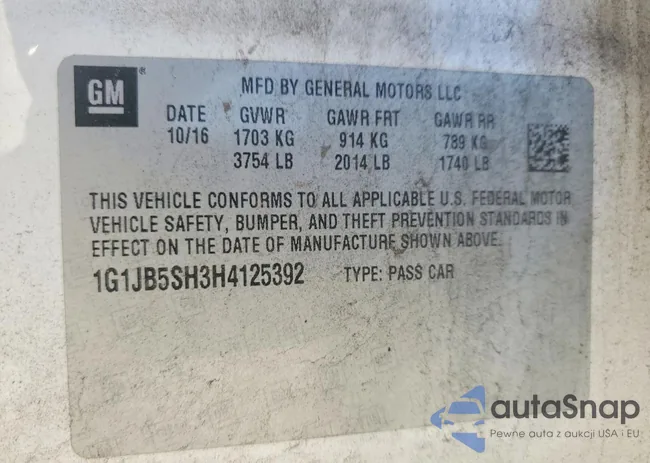 GM®
MFD BY GENERAL MOTORS LLC
DATE GVWR GAWR FRT GAWR RR
10/16 1703 KG 914 KG 789 KG
3754 LB 2014 LB 1740 LB
THIS VEHICLE CONFORMS TO ALL APPLICABLE U.S. FEDERAL MOTOR
VEHICLE SAFETY, BUMPER, AND THEFT PREVENTION STANDARDS IN
EFFECT ON THE DATE OF MANUFACTURE SHOWN ABOVE.
1G1JB5SH3H4125392 TYPE: PASS CAR
autaSnap
Pewne auta z aukcji USA i EU